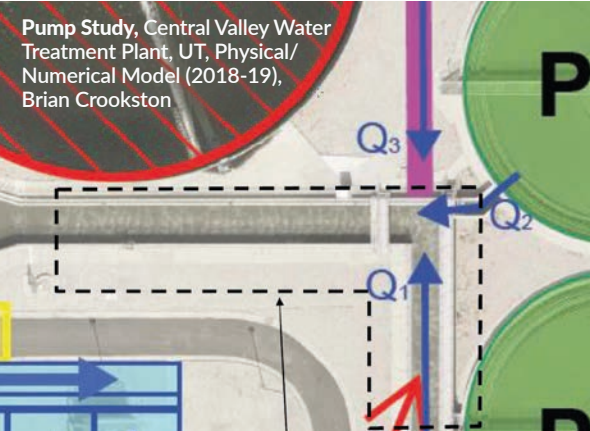 Pump Study, Central Valley Water
Treatment Plant, UT, Physical/
Numerical Model (2018-19),
Brian Crookston
P
Q3
Q2
Q1
P